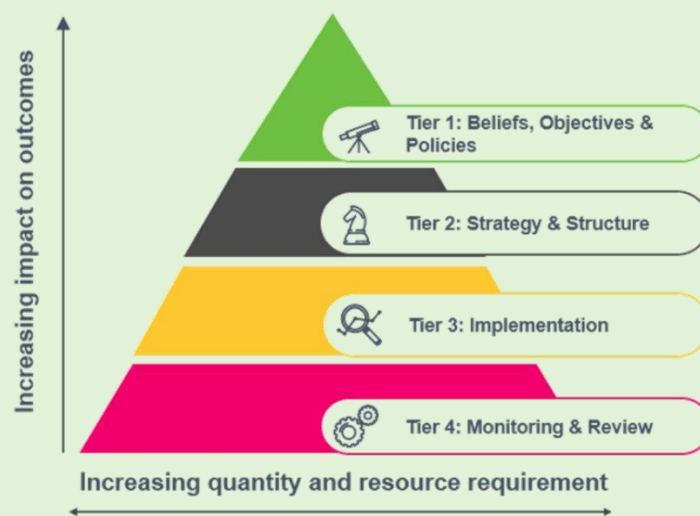 Increasing impact on outcomes
Tier 1: Beliefs, Objectives &
Policies
Tier 2: Strategy & Structure
Tier 3: Implementation
Tier 4: Monitoring & Review
Increasing quantity and resource requirement